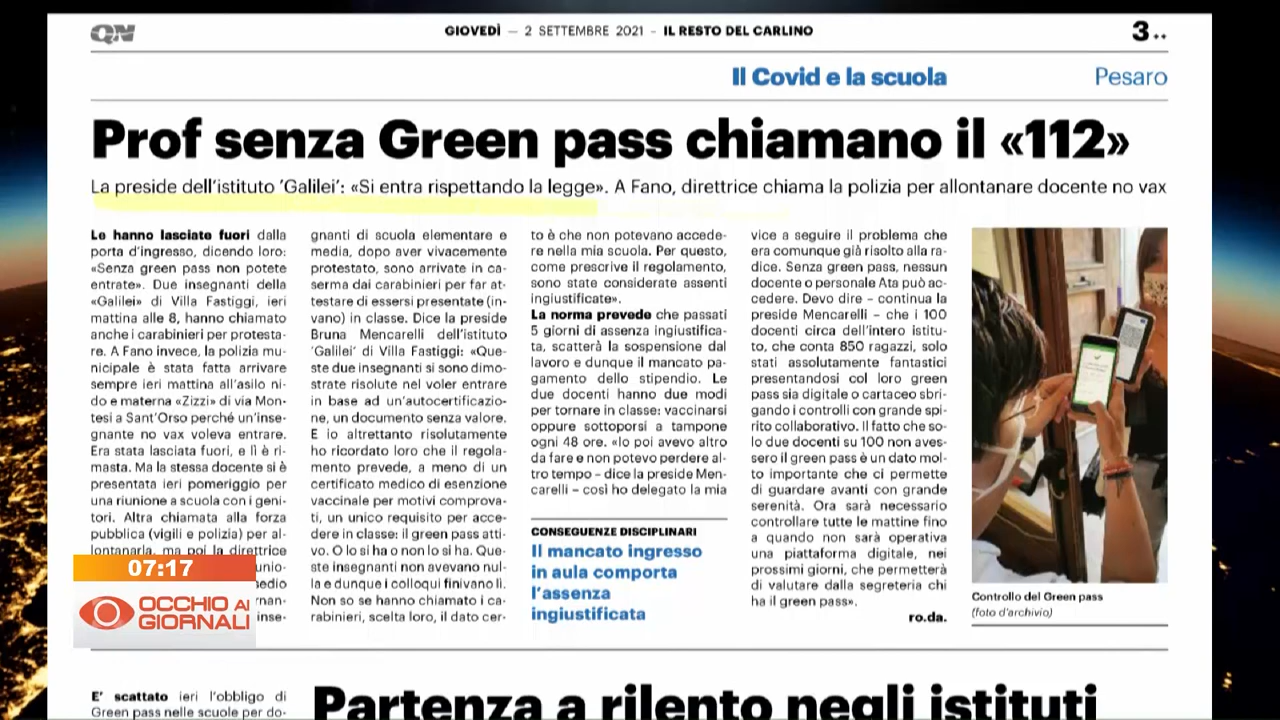 QN
GIOVEDÌ — 2 SETTEMBRE 2021 – IL RESTO DEL CARLINO
3..
Il Covid e la scuola
Pesaro
Prof senza Green pass chiamano il «112»
La preside dell'istituto 'Galilei': «Si entra rispettando la legge». A Fano, direttrice chiama la polizia per allontanare docente no vax
Le hanno lasciate fuori dalla
porta d'ingresso, dicendo loro:
«Senza green pass non potete
entrate». Due insegnanti della
«Galilei» di Villa Fastiggi, ieri
mattina alle 8, hanno chiamato
anche i carabinieri per protesta-
re. A Fano invece, la polizia mu-
nicipale è stata fatta arrivare
sempre ieri mattina all'asilo ni-
do e materna «Zizzi» di via Mon-
tesi a Sant'Orso perché un'inse-
gnante no vax voleva entrare.
Era stata lasciata fuori, e lì è ri-
masta. Ma la stessa docente si è
presentata ieri pomeriggio per
una riunione a scuola con i geni-
tori. Altra chiamata alla forza
pubblica (vigili e polizia) per al-
lontanarla, ma poi la direttrice
unio-
sedio
rnan-
inse-
gnanti di scuola elementare e
media, dopo aver vivacemente
protestato, sono arrivate in ca-
serma dai carabinieri per far at-
testare di essersi presentate (in-
vano) in classe. Dice la preside
Bruna Mencarelli dell'istituto
'Galilei' di Villa Fastiggi: «Que-
ste due insegnanti si sono dimo-
strate risolute nel voler entrare
in base ad un'autocertificazio-
ne, un documento senza valore.
E io altrettanto risolutamente
ho ricordato loro che il regola-
mento prevede, a meno di un
certificato medico di esenzione
vaccinale per motivi comprova-
ti, un unico requisito per acce-
dere in classe: il green pass atti-
vo. O lo si ha o non lo si ha. Que-
ste insegnanti non avevano nul-
la e dunque i colloqui finivano lì.
Non so se hanno chiamato i ca-
rabinieri, scelta loro, il dato cer-
to è che non potevano accede-
re nella mia scuola. Per questo,
come prescrive il regolamento,
sono state considerate assenti
ingiustificate».
La norma prevede che passati
5 giorni di assenza ingiustifica-
ta, scatterà la sospensione dal
lavoro e dunque il mancato pa-
gamento dello stipendio. Le
due docenti hanno due modi
per tornare in classe: vaccinarsi
oppure sottoporsi a tampone
ogni 48 ore. «Io poi avevo altro
da fare e non potevo perdere al-
tro tempo – dice la preside Men-
carelli – così ho delegato la mia
CONSEGUENZE DISCIPLINARI
Il mancato ingresso
in aula comporta
l'assenza
ingiustificata
vice a seguire il problema che
era comunque già risolto alla ra-
dice. Senza green pass, nessun
docente o personale Ata può ac-
cedere. Devo dire – continua la
preside Mencarelli – che i 100
docenti circa dell'intero istitu-
to, che conta 850 ragazzi, solo
stati assolutamente fantastici
presentandosi col loro green
pass sia digitale o cartaceo sbri-
gando i controlli con grande spi-
rito collaborativo. Il fatto che so-
lo due docenti su 100 non aves-
sero il green pass è un dato mol-
to importante che ci permette
di guardare avanti con grande
serenità. Ora sarà necessario
controllare tutte le mattine fino
a quando non sarà operativa
una piattaforma digitale, nei
prossimi giorni, che permetterà
di valutare dalla segreteria chi
ha il green pass».
ro.da.
Controllo del Green pass
(foto d'archivio)
07:17
OCCHIO AI
GIORNALI
E' scattato ieri l'obbligo di
Green pass nelle scuole per do-
Partenza a rilento negli istituti